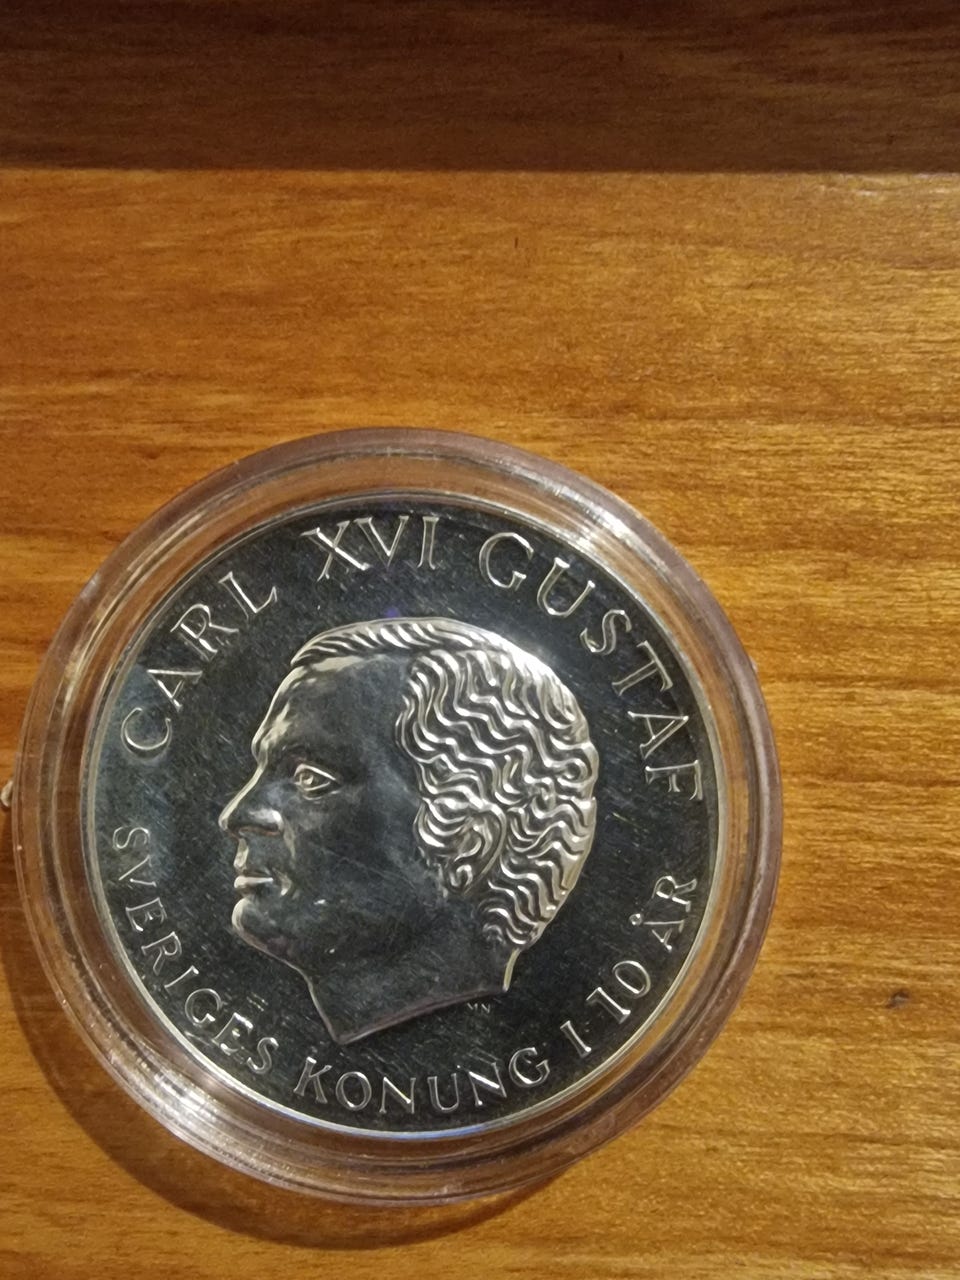 CARL XVI GUSTAF
SVERIGES KONUNG I 10 ÅR